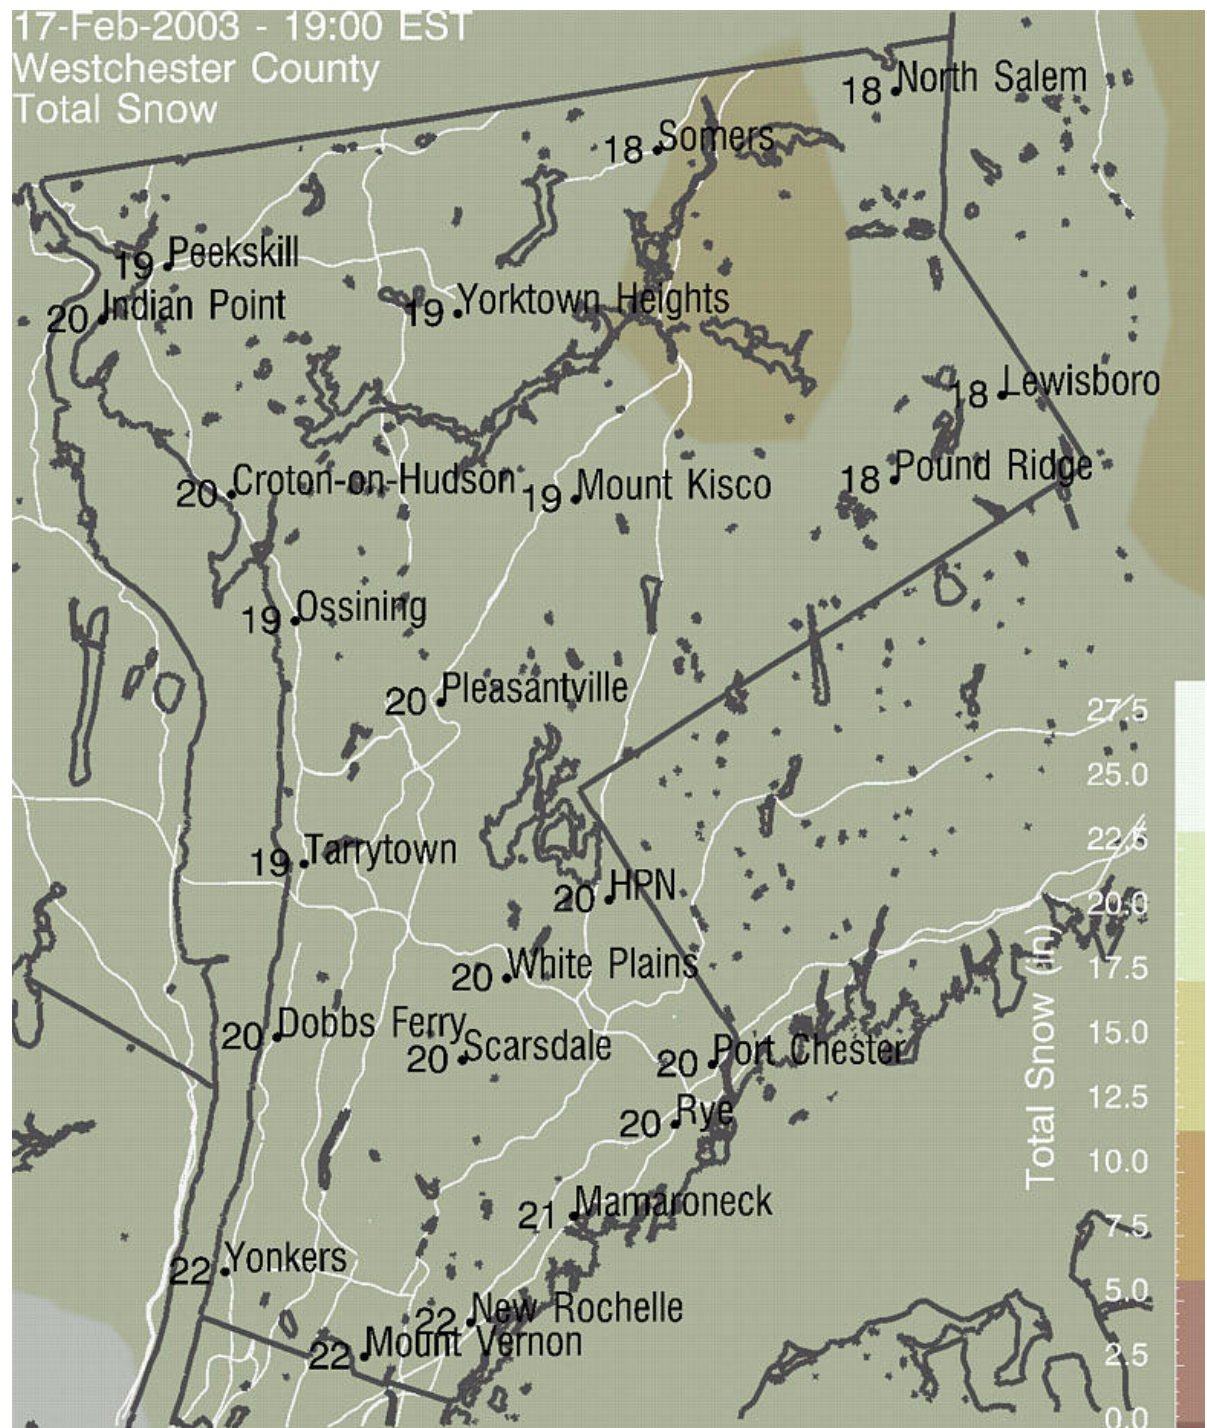 17-Feb-2003 - 19:00 EST
Westchester County
Total Snow
18 North Salem
18 Somers
19 Peekskill
20 Indian Point
19 Yorktown Heights
18 Lewisboro
18 Pound Ridge
20 Croton-on-Hudson
19 Mount Kisco
19 Ossining
20 Pleasantville
27.5
25.0
22.5
20.0
17.5
15.0
12.5
10.0
7.5
5.0
2.5
0.0
Total Snow (in)
19 Tarrytown
20 HPN
20 White Plains
20 Dobbs Ferry
20 Scarsdale
20 Port Chester
20 Rye
21 Mamaroneck
22 Yonkers
22 New Rochelle
22 Mount Vernon